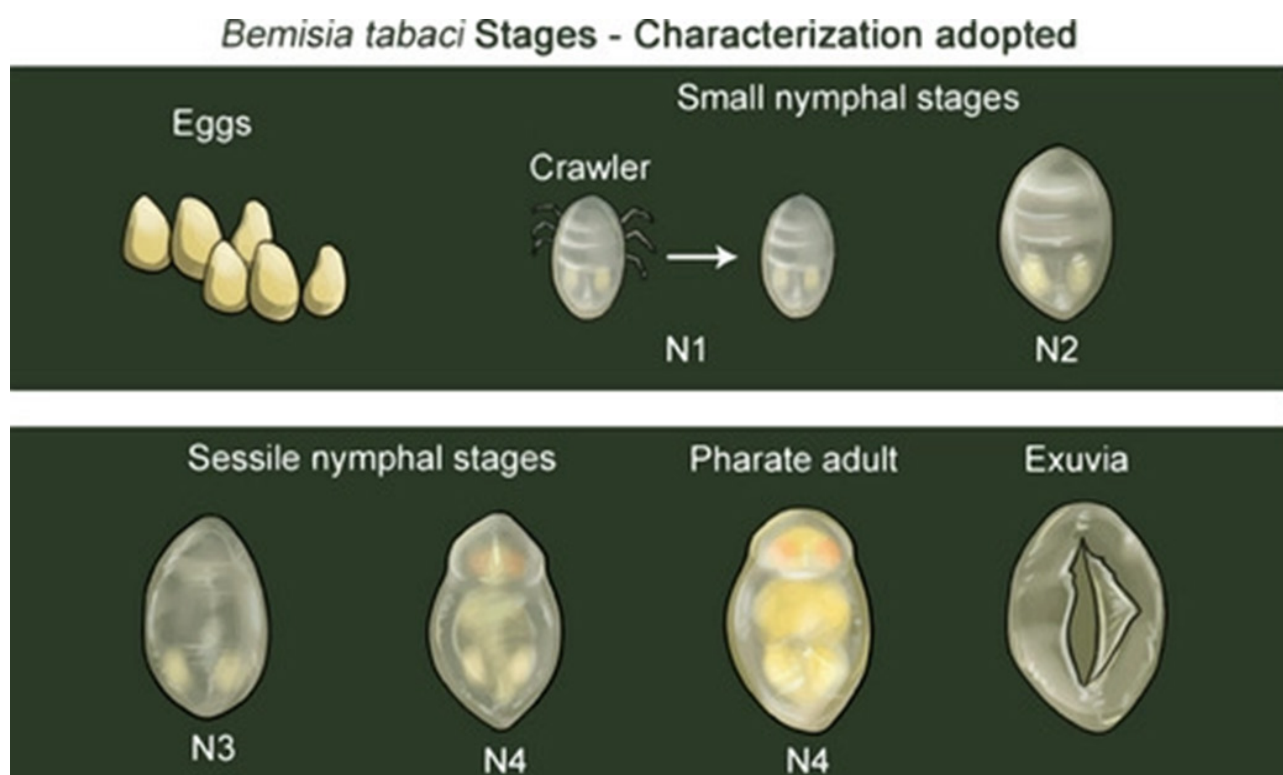 Bemisia tabaci Stages - Characterization adopted
Eggs
Small nymphal stages
Crawler
N1
N2
Sessile nymphal stages
Pharate adult
Exuvia
N3
N4
N4